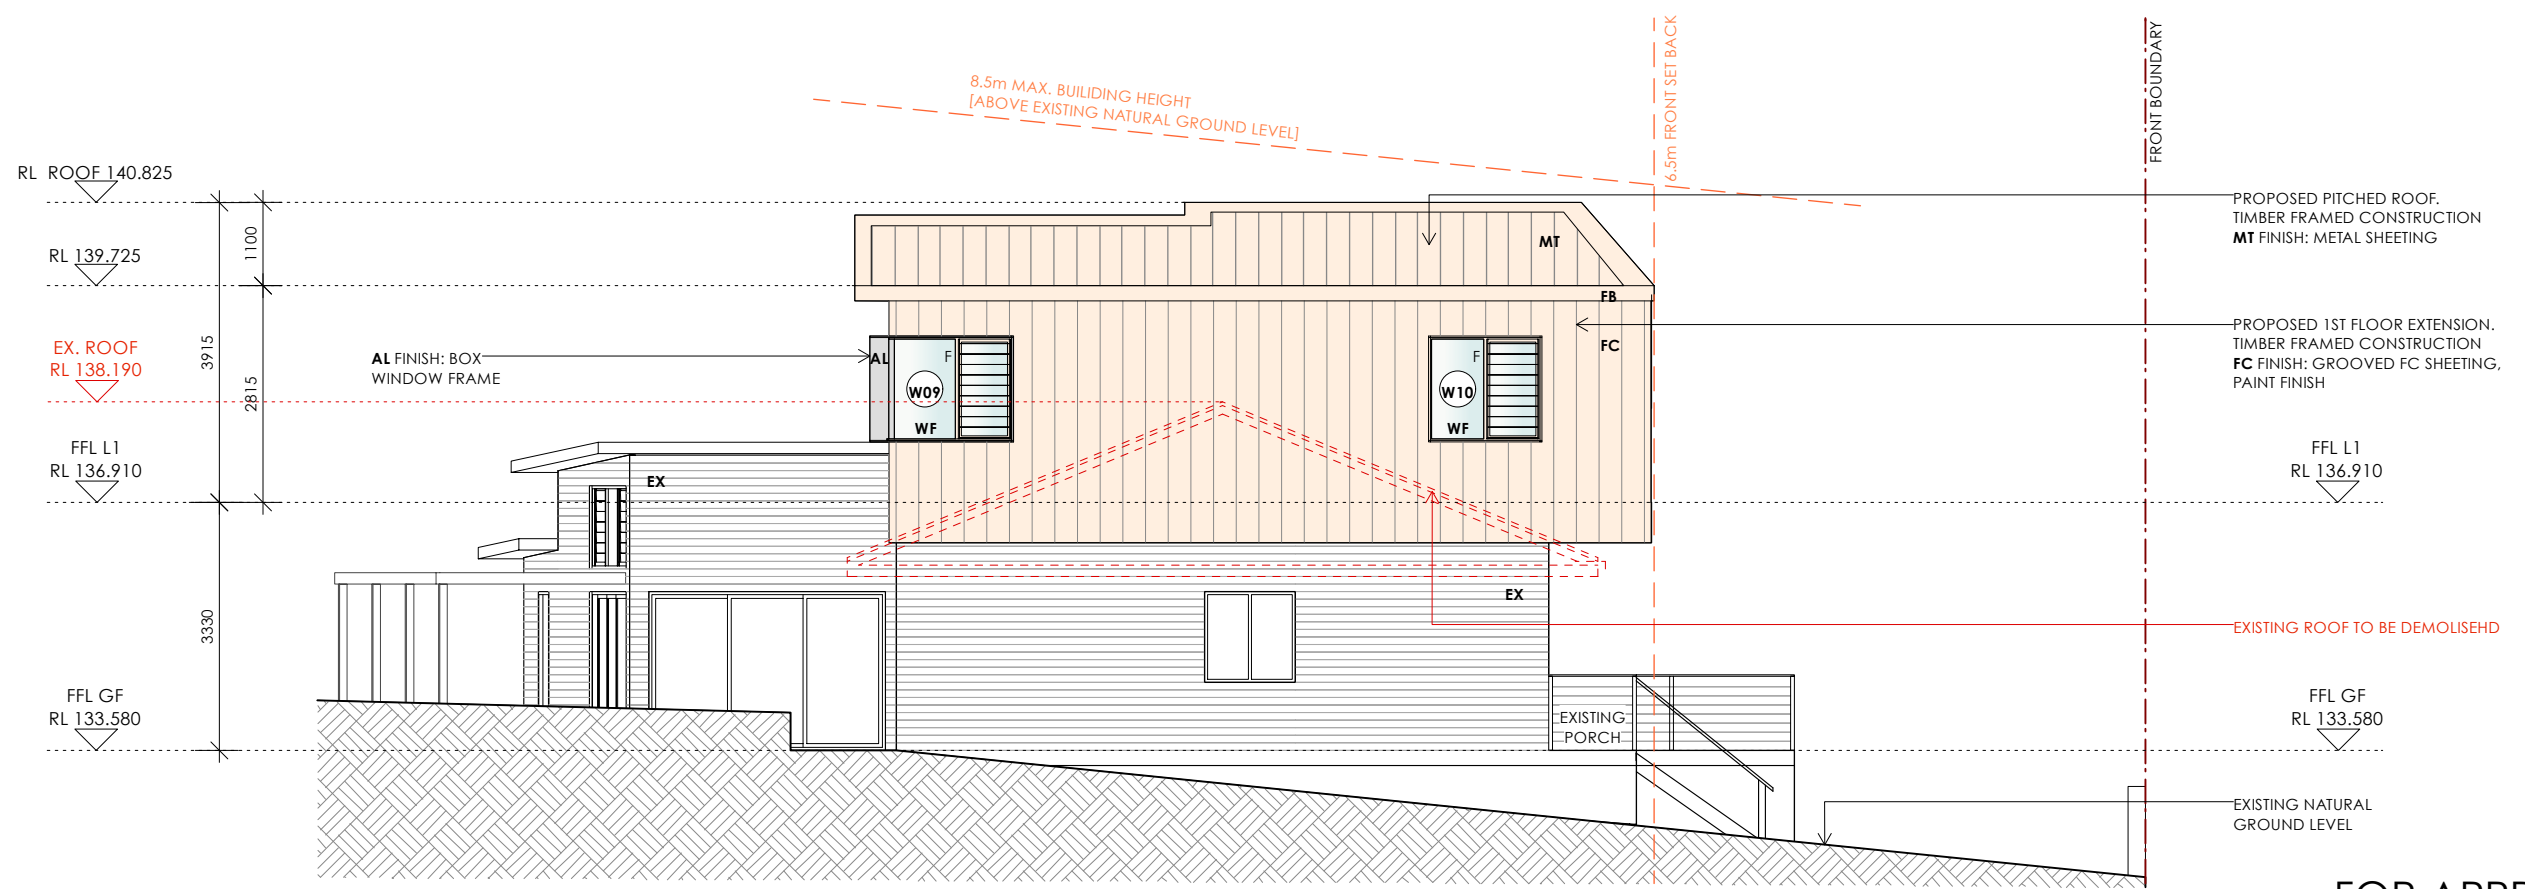 8.5m MAX. BUILIDING HEIGHT
[ABOVE EXISTING NATURAL GROUND LEVEL]
6.5m FRONT SET BACK
FRONT BOUNDARY
RL ROOF 140.825
RL 139.725
EX. ROOF
RL 138.190
FFL L1
RL 136.910
FFL GF
RL 133.580
3915
1100
2815
3330
AL FINISH: BOX
WINDOW FRAME
AL
F
W09
WF
F
W10
WF
MT
FB
FC
EX
EX
EXISTING
PORCH
PROPOSED PITCHED ROOF.
TIMBER FRAMED CONSTRUCTION
MT FINISH: METAL SHEETING
PROPOSED 1ST FLOOR EXTENSION.
TIMBER FRAMED CONSTRUCTION
FC FINISH: GROOVED FC SHEETING,
PAINT FINISH
FFL L1
RL 136.910
EXISTING ROOF TO BE DEMOLISEHD
FFL GF
RL 133.580
EXISTING NATURAL
GROUND LEVEL